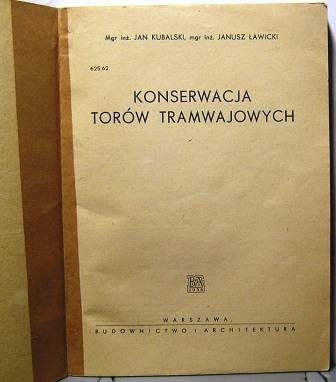 Mgr inż. JAN KUBALSKI, mgr inż. JANUSZ ŁAWICKI
625.62
KONSERWACJA
TORÓW TRAMWAJOWYCH
WARSZAWA,
BUDOWNICTWO i ARCHITEKTURA